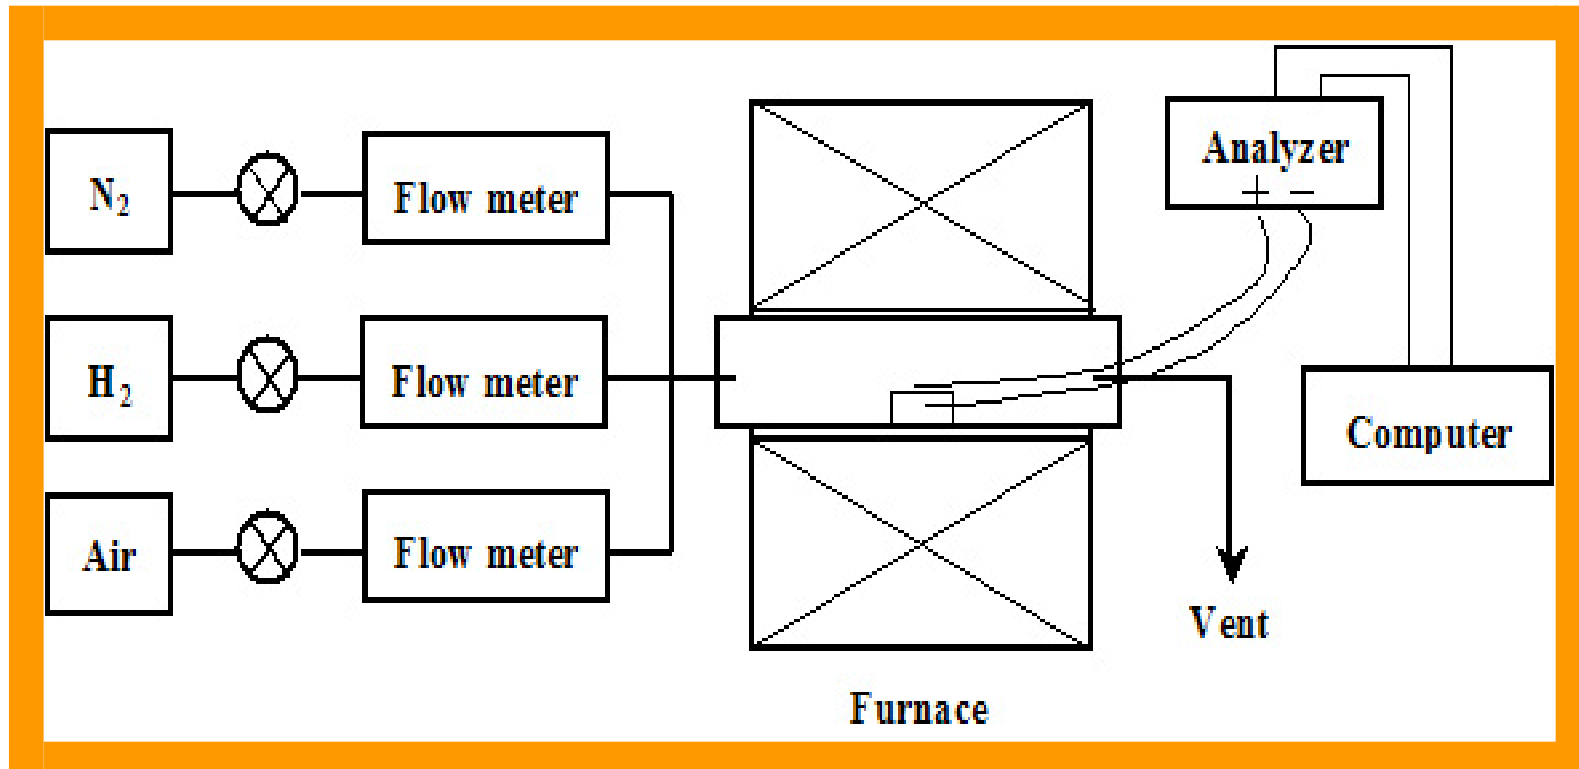 N₂
Flow meter
H₂
Flow meter
Air
Flow meter
Furnace
Analyzer
+ −
Computer
Vent